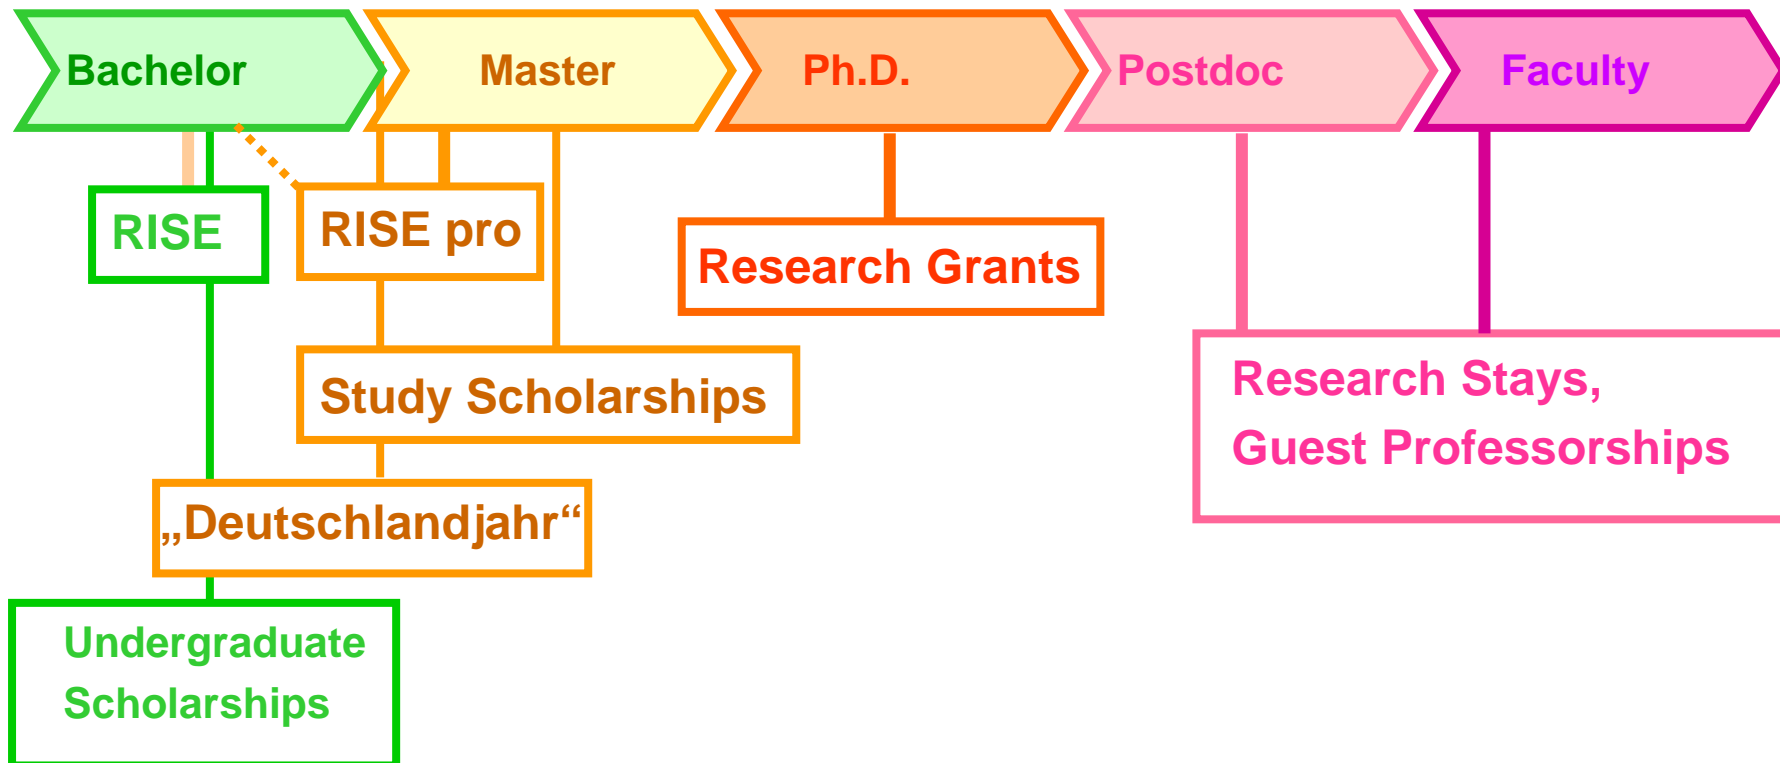 Bachelor
Master
Ph.D.
Postdoc
Faculty
RISE
RISE pro
Research Grants
Study Scholarships
Research Stays,
Guest Professorships
„Deutschlandjahr“
Undergraduate
Scholarships